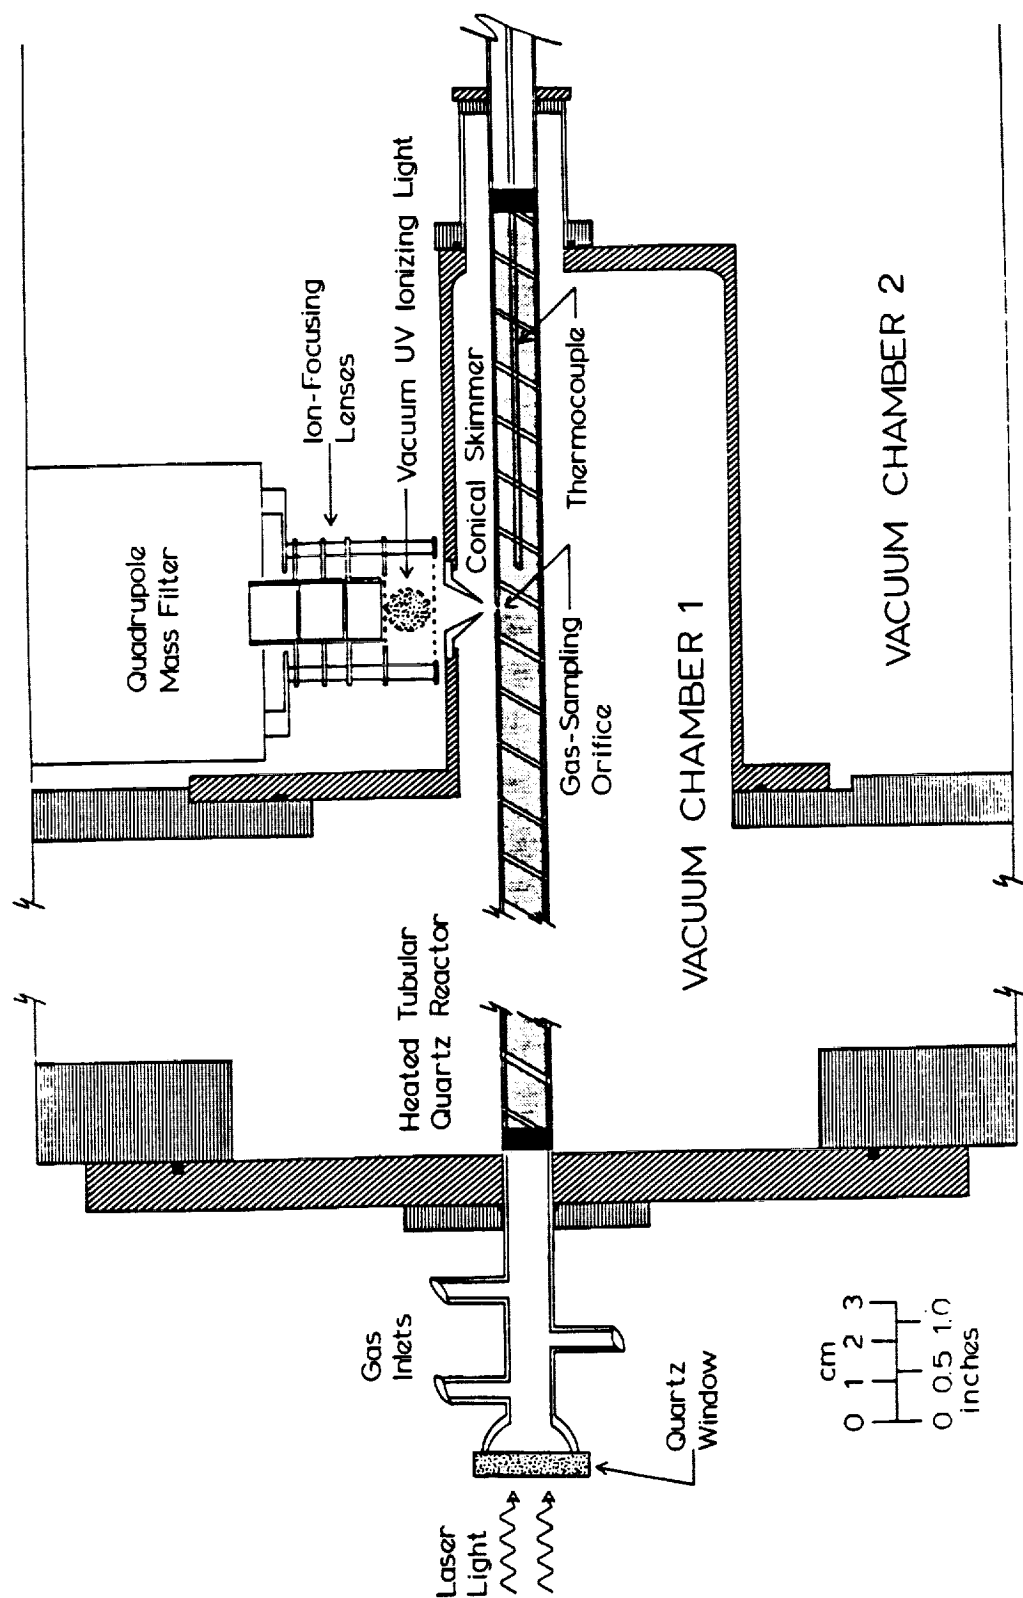 Quadrupole
Mass Filter
Ion-Focusing
Lenses
Vacuum UV Ionizing Light
Conical Skimmer
Thermocouple
Gas-Sampling
Orifice
Heated Tubular
Quartz Reactor
VACUUM CHAMBER 1
VACUUM CHAMBER 2
Gas
Inlets
Laser
Light
Quartz
Window
cm
0 1 2 3
0 0.5 1.0
inches